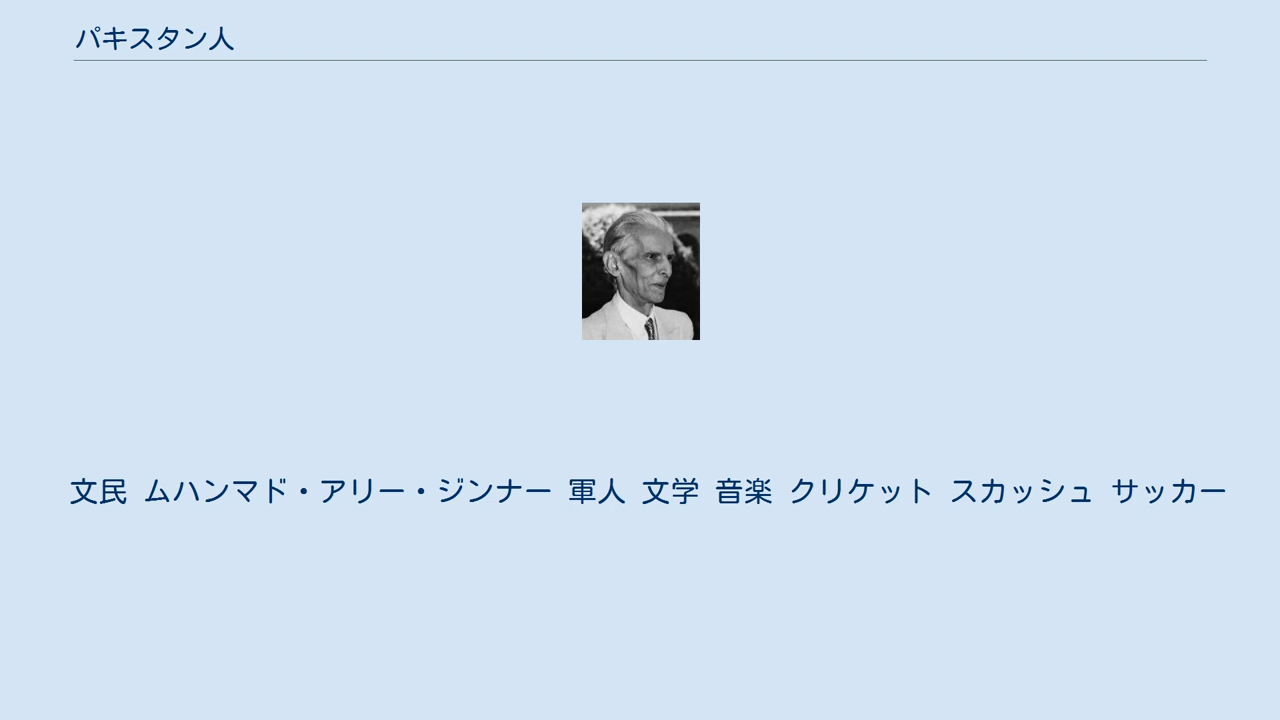 パキスタン人
文民 ムハンマド・アリー・ジンナー 軍人 文学 音楽 クリケット スカッシュ サッカー